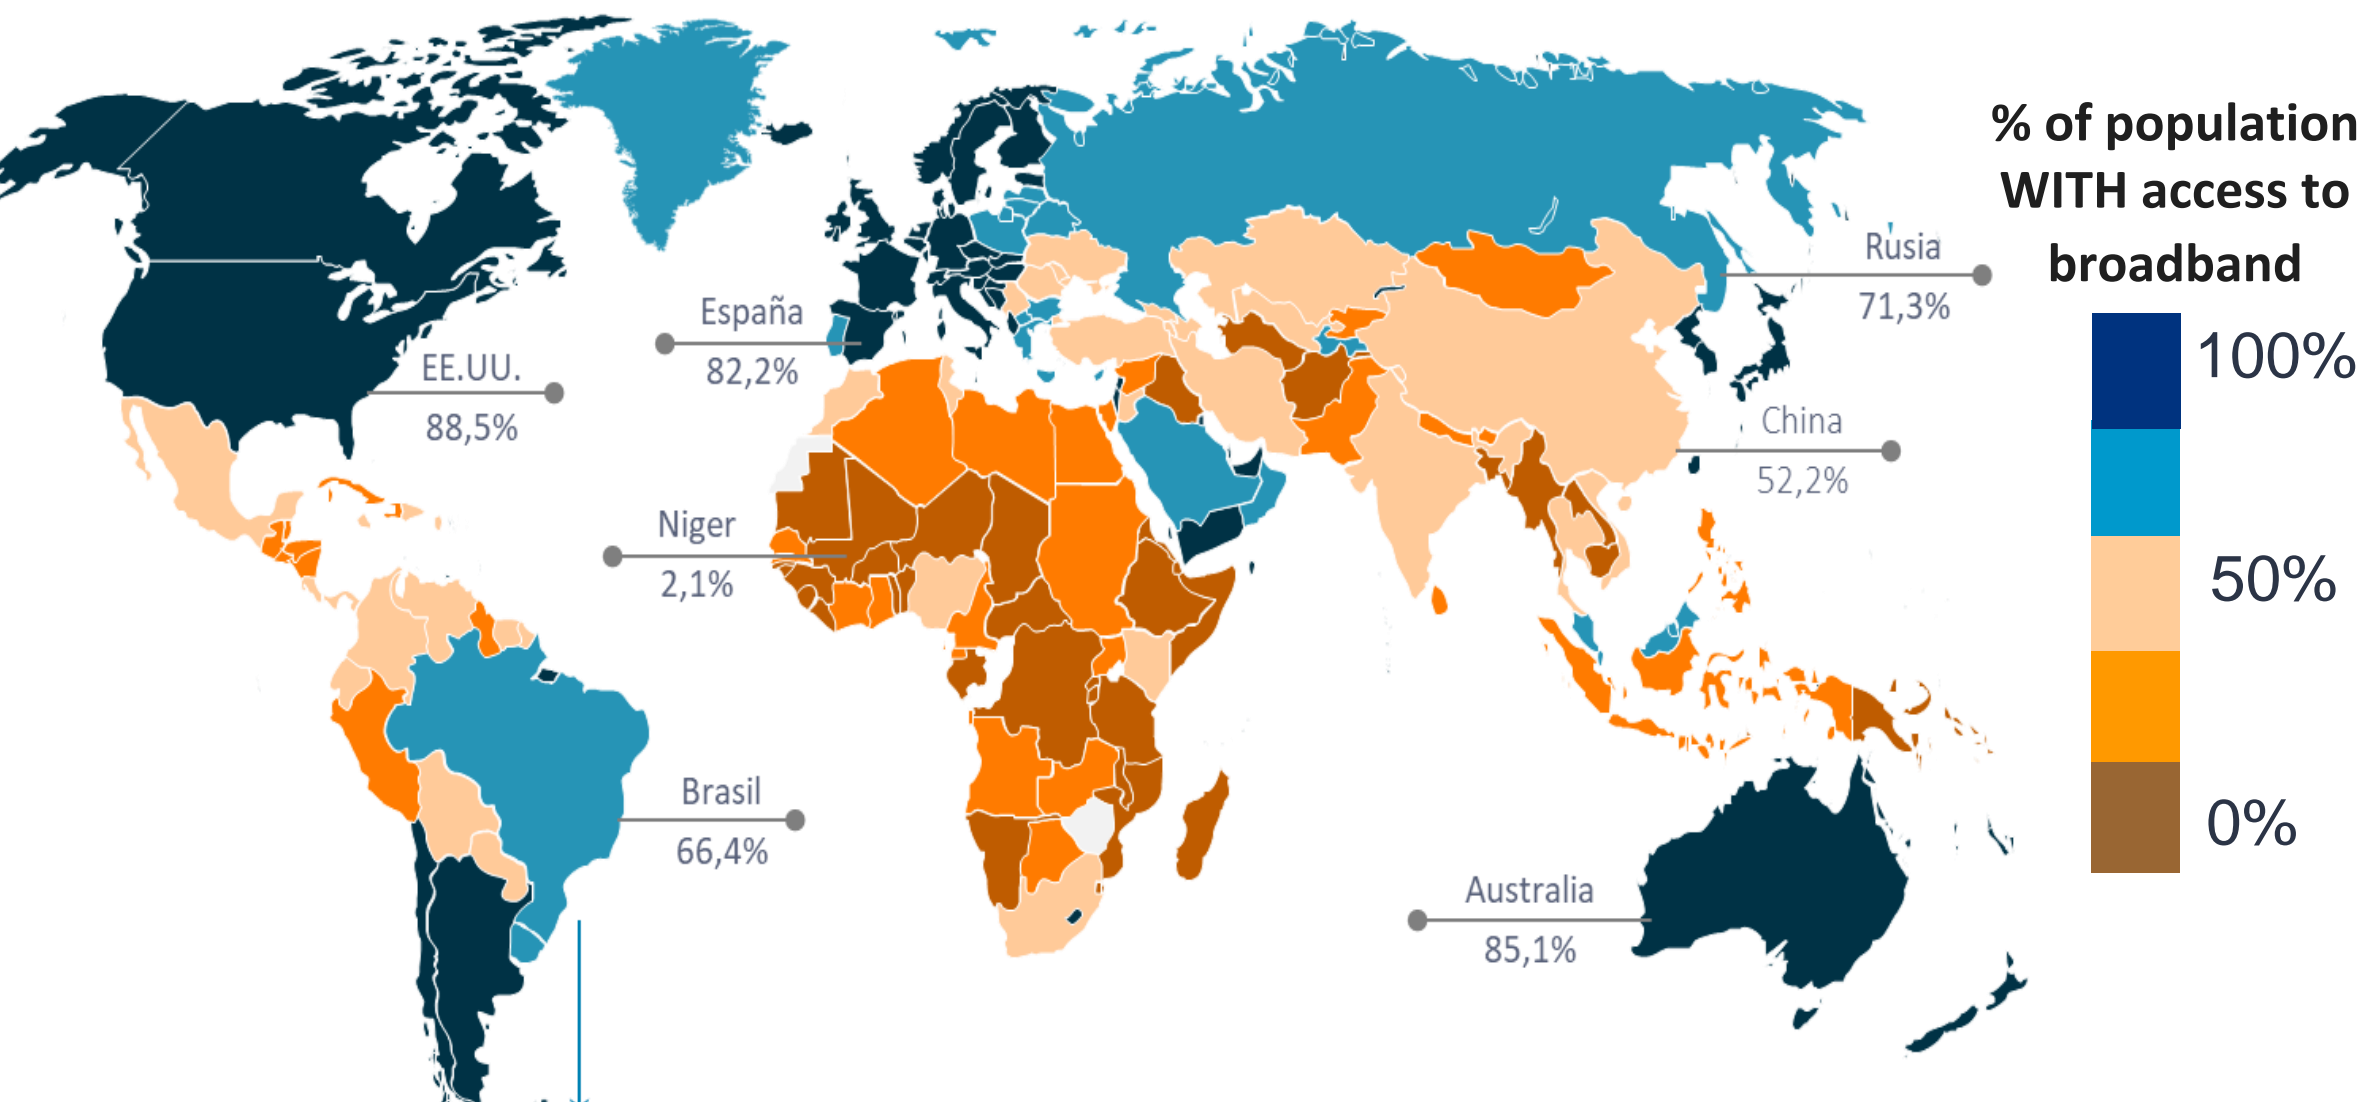 % of population
WITH access to
broadband
100%
50%
0%
Rusia
71,3%
España
82,2%
EE.UU.
88,5%
China
52,2%
Niger
2,1%
Brasil
66,4%
Australia
85,1%